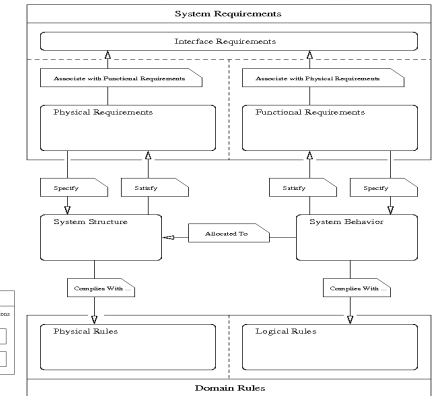 System Requirements
Interface Requirements
Associate with Functional Requirements
Associate with Physical Requirements
Physical Requirements
Functional Requirements
Specify
Satisfy
Satisfy
Specify
System Structure
Allocated To
System Behavior
Complies With ...
Complies With ...
Physical Rules
Logical Rules
Domain Rules